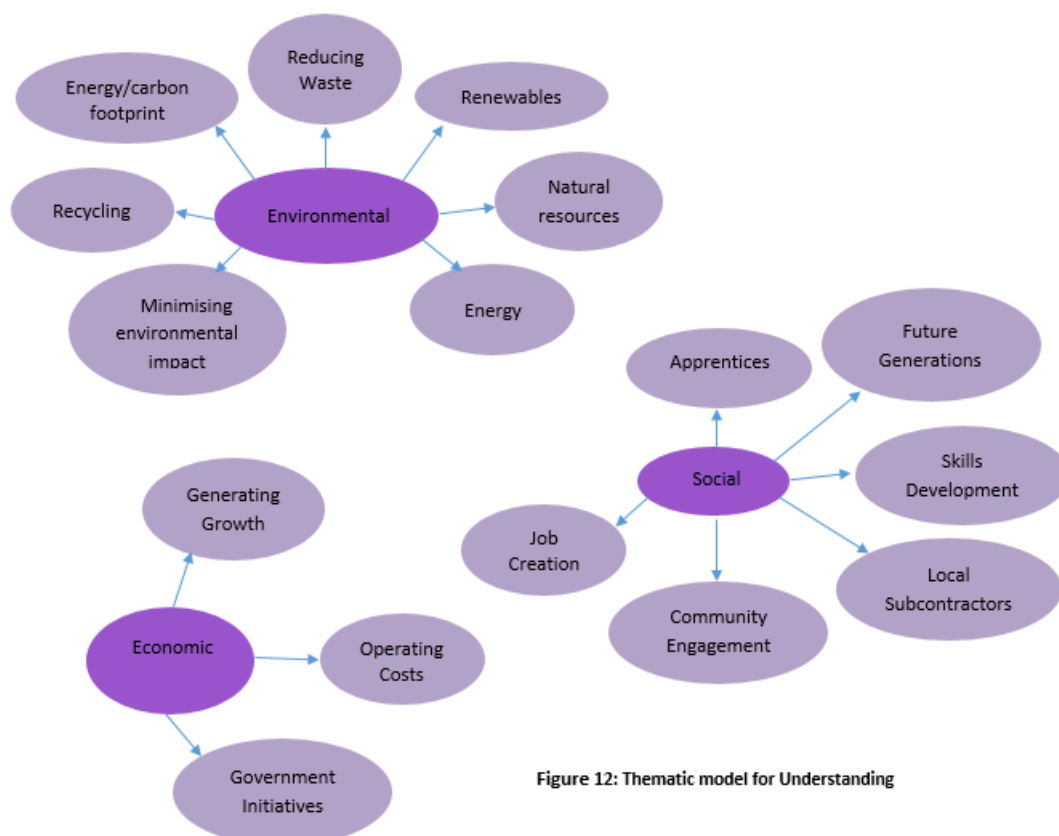 Reducing
Waste
Energy/carbon
footprint
Renewables
Recycling
Environmental
Natural
resources
Minimising
environmental
impact
Energy
Apprentices
Future
Generations
Social
Skills
Development
Job
Creation
Local
Subcontractors
Community
Engagement
Generating
Growth
Economic
Operating
Costs
Government
Initiatives
Figure 12: Thematic model for Understanding